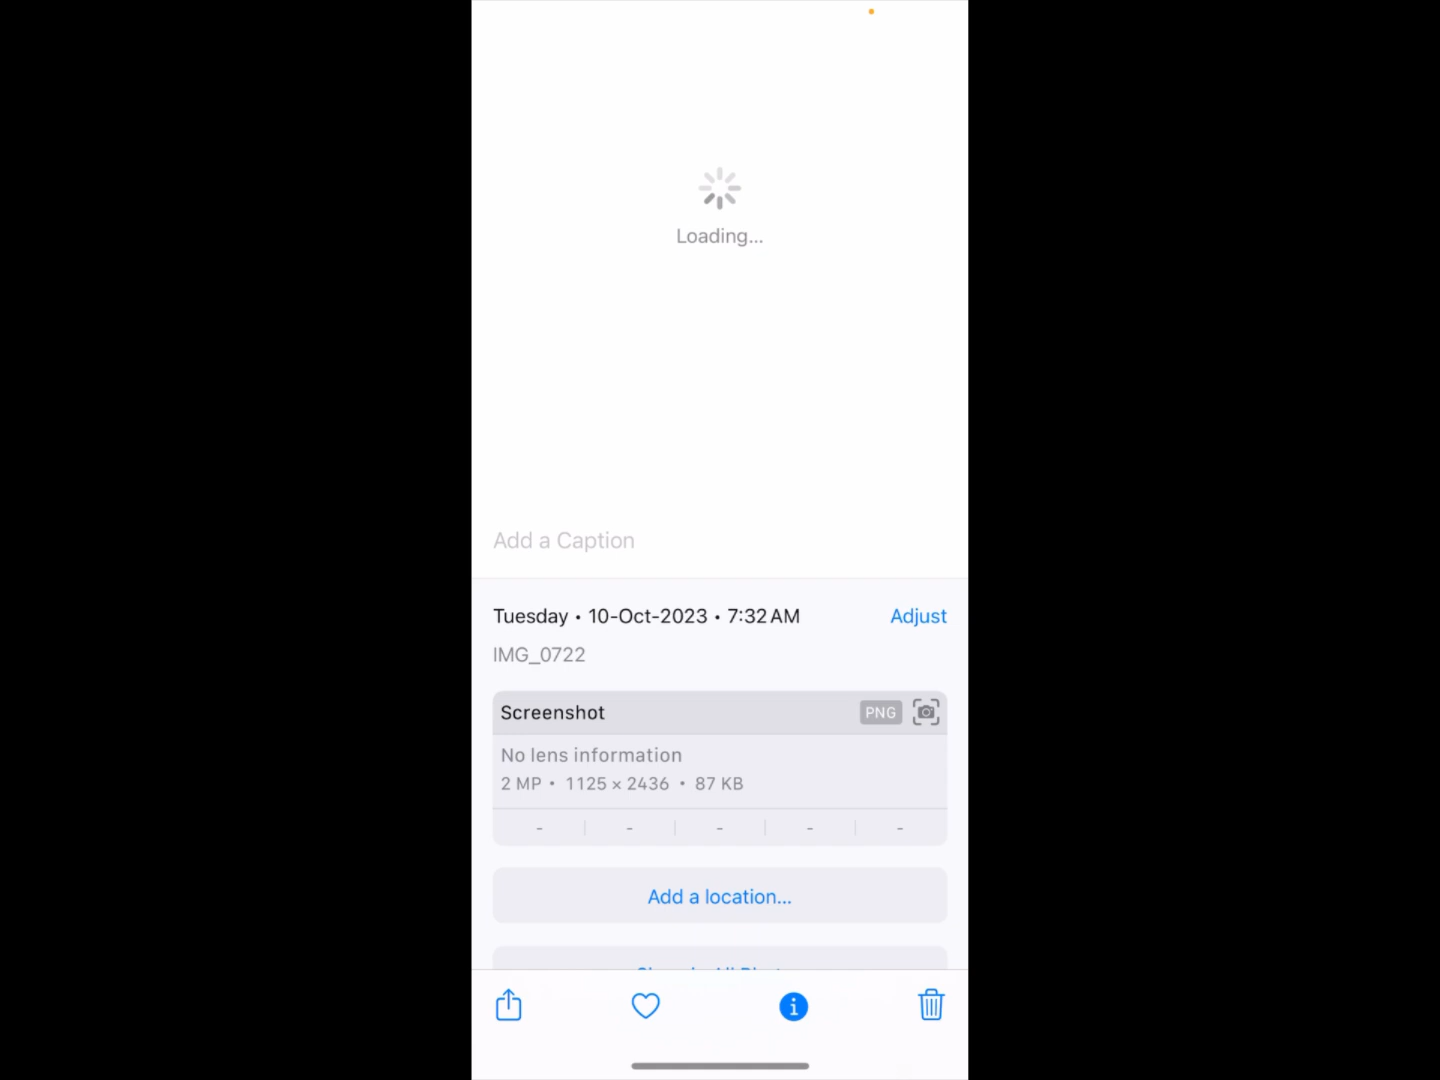 Loading...
Add a Caption
Tuesday • 10-Oct-2023 • 7:32 AM
Adjust
IMG_0722
Screenshot
PNG
No lens information
2 MP • 1125 × 2436 • 87 KB
- - - - -
Add a location...